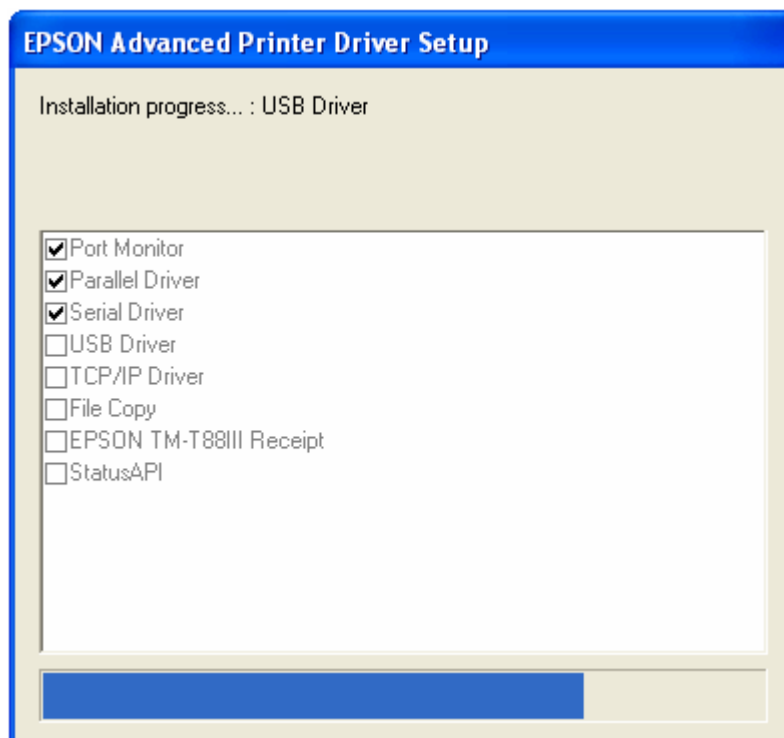 EPSON Advanced Printer Driver Setup
Installation progress... : USB Driver
Port Monitor
Parallel Driver
Serial Driver
USB Driver
TCP/IP Driver
File Copy
EPSON TM-T88III Receipt
StatusAPI